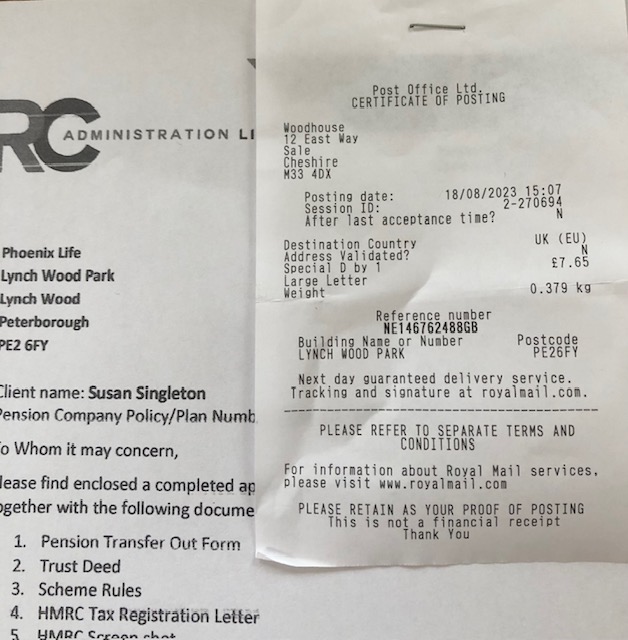 RC
ADMINISTRATION LI
Phoenix Life
Lynch Wood Park
Lynch Wood
Peterborough
PE2 6FY
Client name: Susan Singleton
Pension Company Policy/Plan Numb
o Whom it may concern,
lease find enclosed a completed ap
ogether with the following docume
1. Pension Transfer Out Form
2. Trust Deed
3. Scheme Rules
4. HMRC Tax Registration Letter
5 HMRC Screen shot
Post Office Ltd.
CERTIFICATE OF POSTING
Woodhouse
12 East Way
Sale
Cheshire
M33 4DX
Posting date: 18/08/2023 15:07
Session ID: 2-270694
After last acceptance time? N
Destination Country UK (EU)
Address Validated? N
Special D by 1 £7.65
Large Letter
Weight 0.379 kg
Reference number
NE146762488GB
Building Name or Number Postcode
LYNCH WOOD PARK PE26FY
Next day guaranteed delivery service.
Tracking and signature at royalmail.com.
PLEASE REFER TO SEPARATE TERMS AND
CONDITIONS
For information about Royal Mail services,
please visit www.royalmail.com
PLEASE RETAIN AS YOUR PROOF OF POSTING
This is not a financial receipt
Thank You